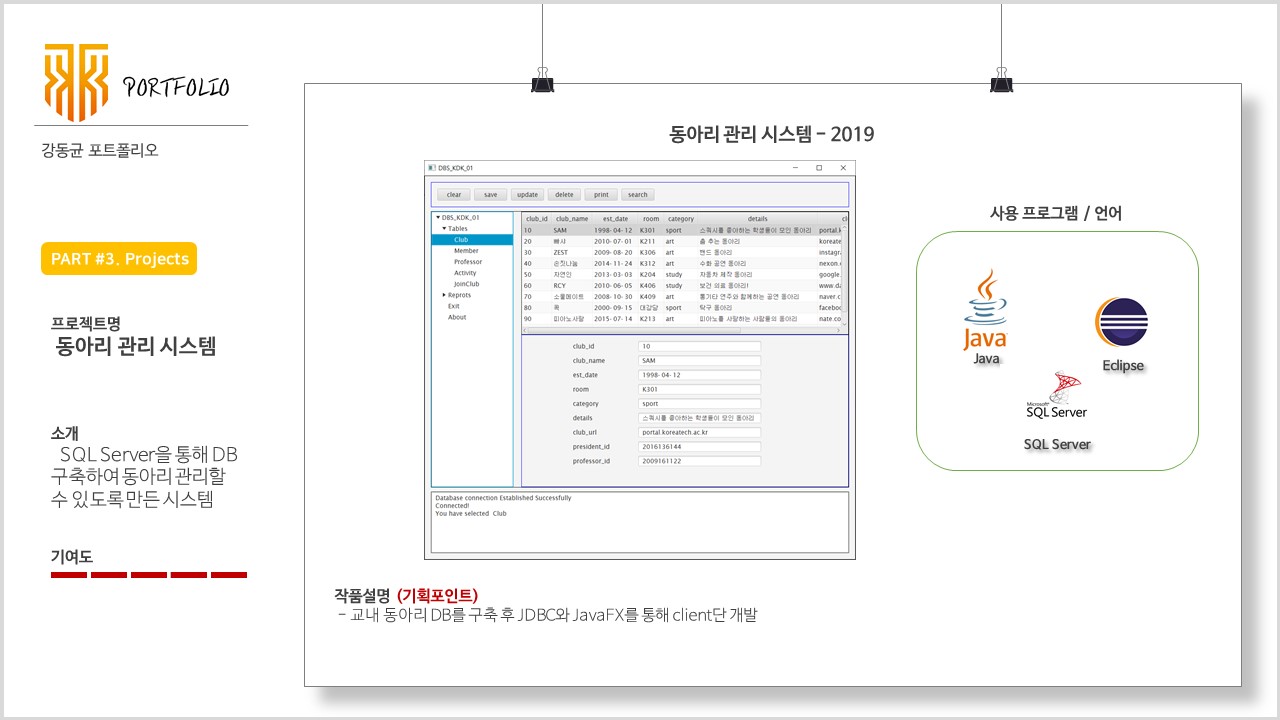 PORTFOLIO
강동균 포트폴리오
PART #3. Projects
프로젝트명
동아리 관리 시스템
소개
SQL Server을 통해 DB
구축하여 동아리 관리할
수 있도록 만든 시스템
기여도
동아리 관리 시스템 - 2019
DBS_KDK_01
clear save update delete print search
DBS_KDK_01
Tables
Club
Member
Professor
Activity
JoinClub
Reprots
Exit
About
club_id club_name est_date room category details cl
10 SAM 1998- 04- 12 K301 sport 스쿼시를 좋아하는 학생들이 모인 동아리 portal.k
20 2010- 07- 01 K211 art 춤 추는 동아리 koreate
30 ZEST 2009- 08- 20 K306 art 밴드 동아리 instagra
40 손짓나눔 2014- 11- 24 K312 art 수화 공연 동아리 nexon.
50 자연인 2013- 03- 03 K204 study 자동차 제작 동아리 google.
60 RCY 2010- 06- 05 K406 study 보건 의료 동아리! www.da
70 소울메이트 2008- 10- 30 K409 art 통기타 연주와 함께하는 공연 동아리 naver.c
80 2000- 09- 15 대강당 sport 탁구 동아리 faceboo
90 피아노사랑 2015- 07- 14 K213 art 피아노를 사랑하는 사람들의 동아리 nate.co
club_id 10
club_name SAM
est_date 1998- 04- 12
room K301
category sport
details 스쿼시를 좋아하는 학생들이 모인 동아리
club_url portal.koreatech.ac.kr
president_id 2016136144
professor_id 2009161122
Database connection Established Successfully
Connected!
You have selected Club
사용 프로그램 / 언어
Java
Java
Eclipse
Microsoft
SQL Server
SQL Server
작품설명 (기획포인트)
- 교내 동아리 DB를 구축 후 JDBC와 JavaFX를 통해 client단 개발